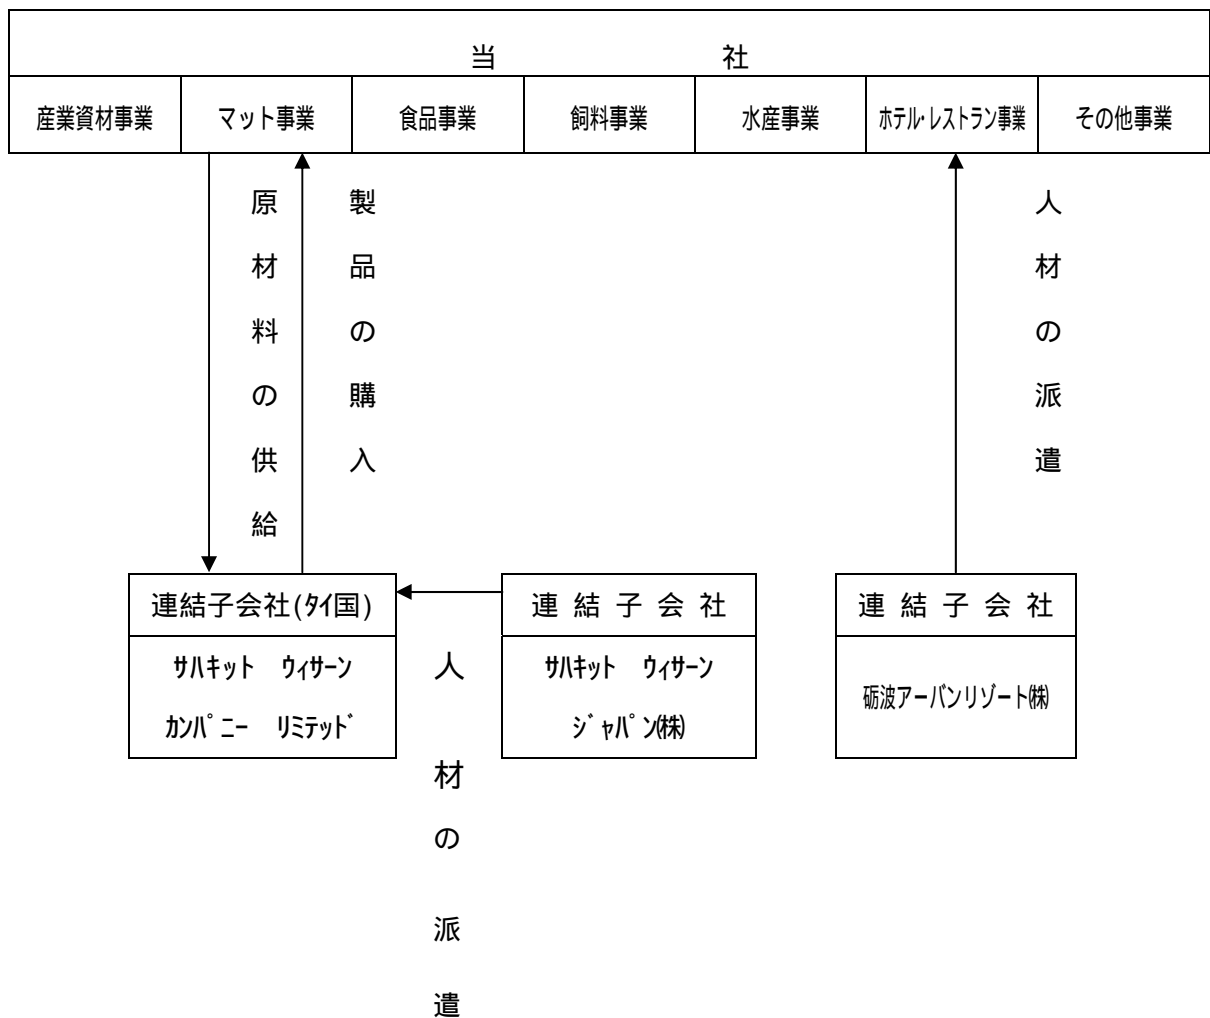 当 社
産業資材事業
マット事業
食品事業
飼料事業
水産事業
ホテル・レストラン事業
その他事業
原材料の供給
製品の購入
人材の派遣
連結子会社(ﾀｲ国)
ｻﾊｷｯﾄ ｳｨｻｰﾝ
ｶﾝﾊﾟﾆｰ ﾘﾐﾃｯﾄﾞ
人材の派遣
連結子会社
ｻﾊｷｯﾄ ｳｨｻｰﾝ
ｼﾞｬﾊﾟﾝ㈱
連結子会社
砺波アーバンリゾート㈱